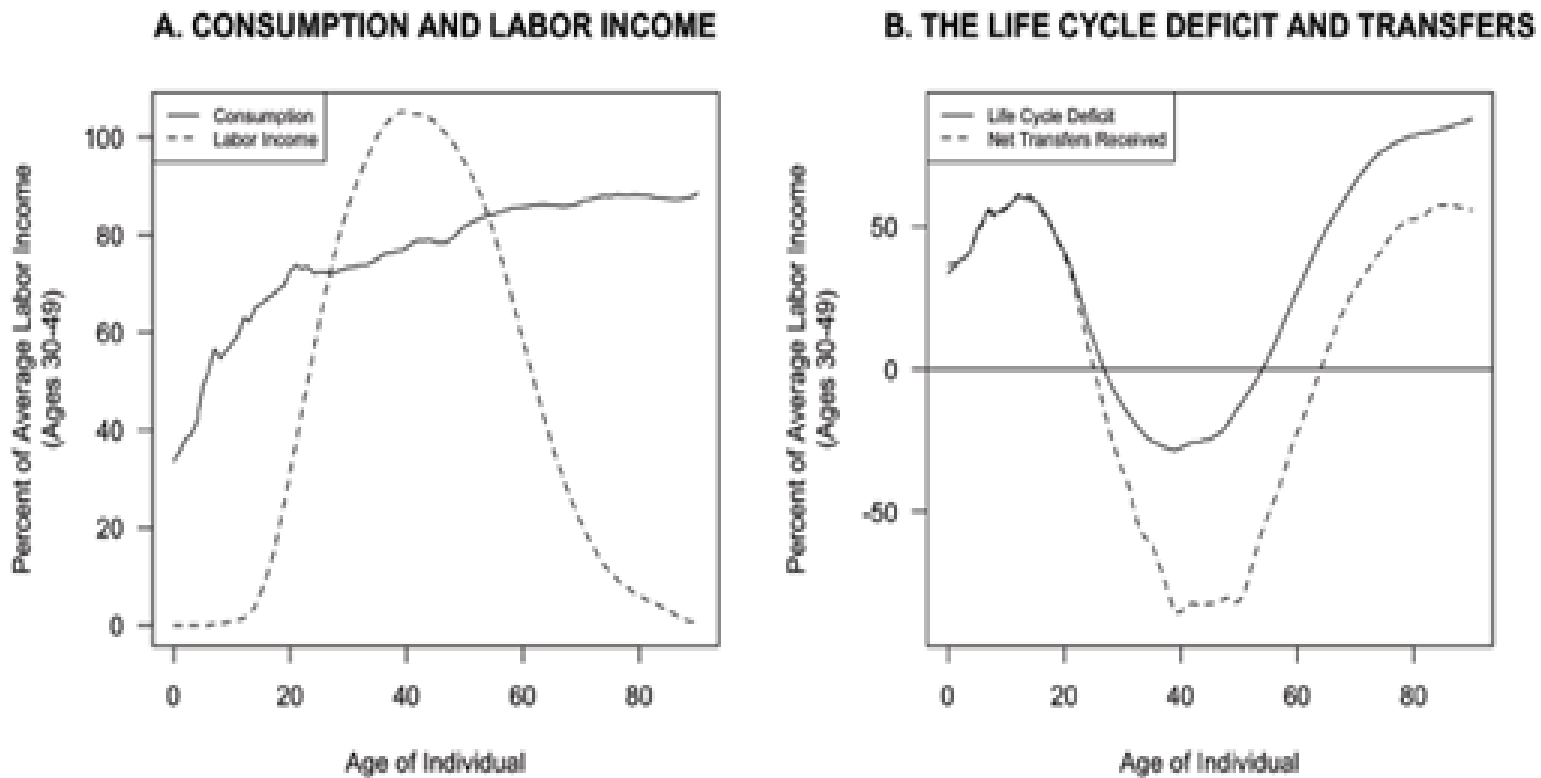 A. CONSUMPTION AND LABOR INCOME
Consumption
Labor Income
Percent of Average Labor Income
(Ages 30-49)
100
80
60
40
20
0
0 20 40 60 80
Age of Individual
B. THE LIFE CYCLE DEFICIT AND TRANSFERS
Life Cycle Deficit
Net Transfers Received
Percent of Average Labor Income
(Ages 30-49)
50
0
-50
0 20 40 60 80
Age of Individual